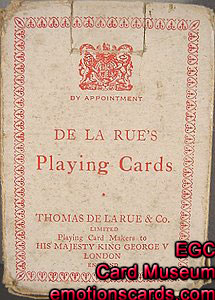 BY APPOINTMENT
DE LA RUE'S
Playing Cards
THOMAS DE LA RUE & Co.
LIMITED
Playing Card Makers to
HIS MAJESTY KING GEORGE V
LONDON
ENGLAND
EGC
Card Museum
emotionscards.com